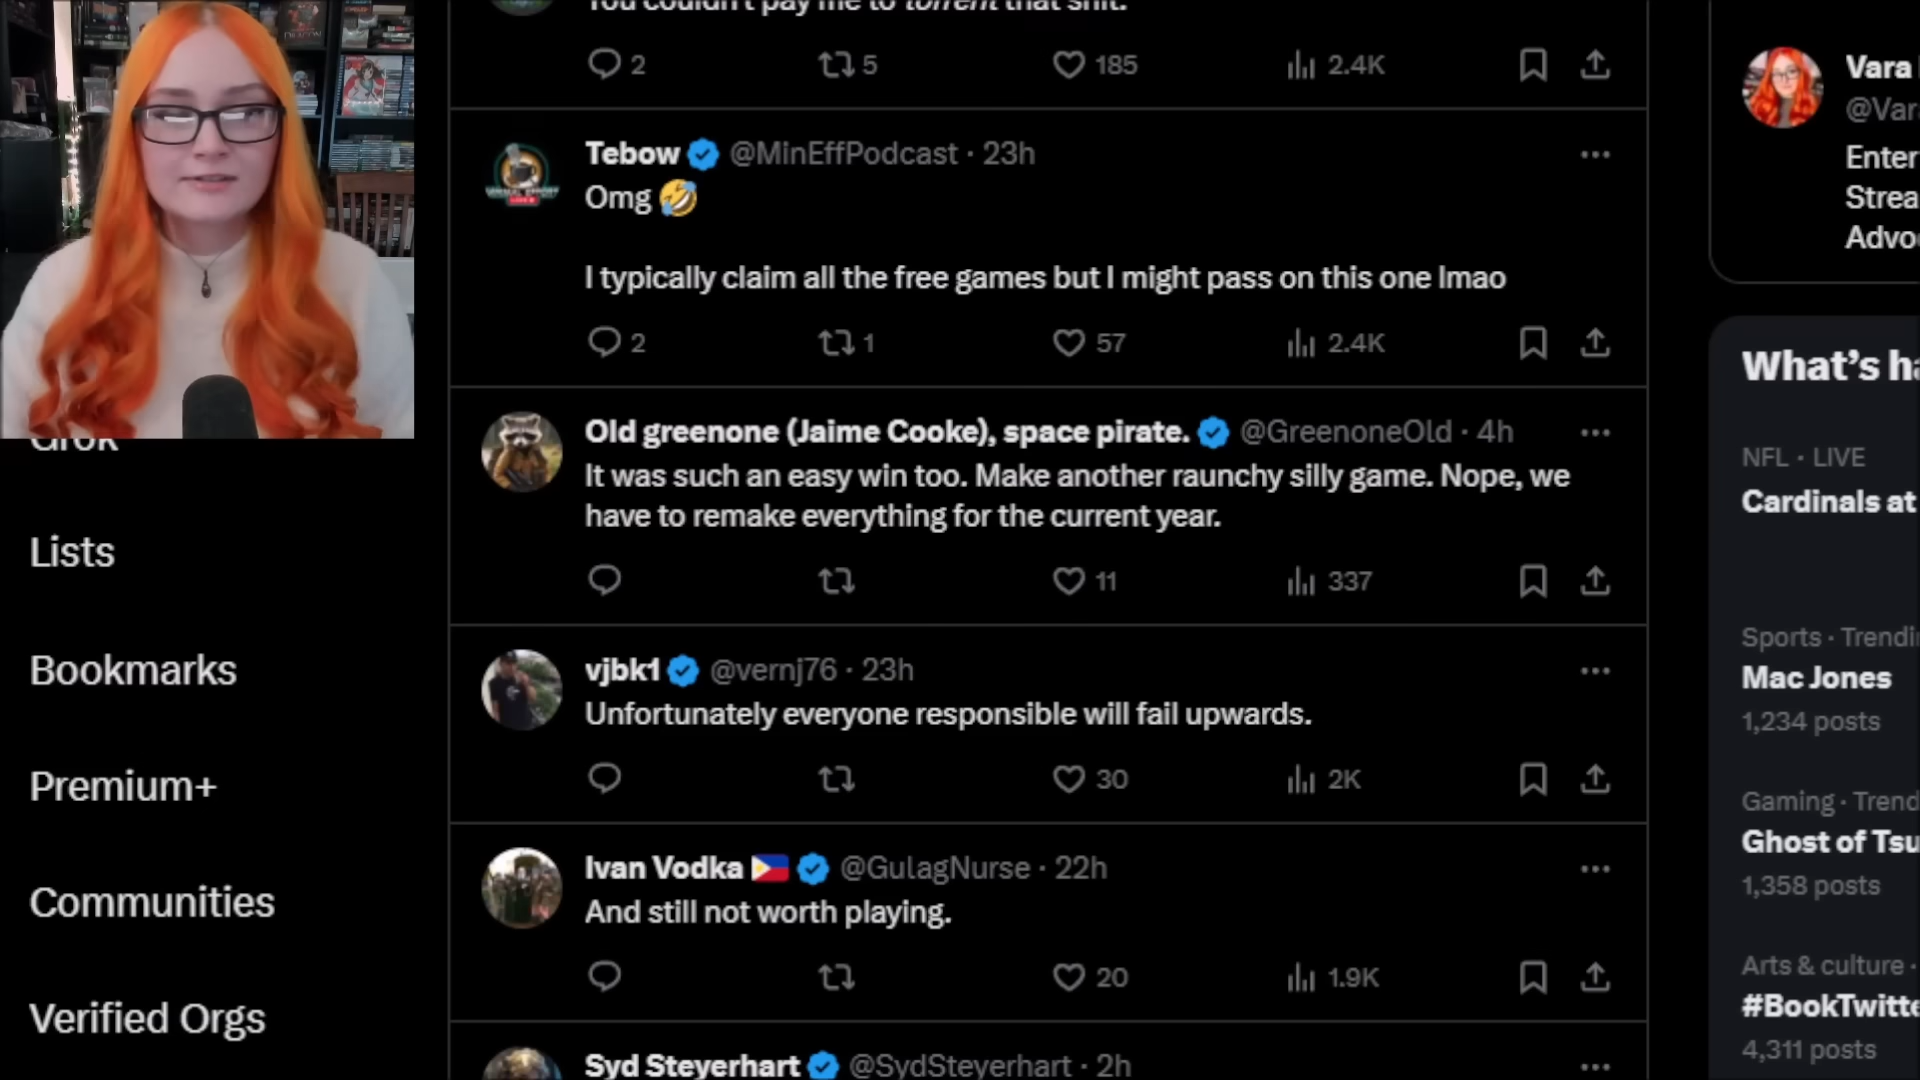 You couldn't pay me to torrent that shit.
2 5 185 2.4K
Tebow @MinEffPodcast · 23h
Omg 🤣
I typically claim all the free games but I might pass on this one lmao
2 1 57 2.4K
Old greenone (Jaime Cooke), space pirate. @GreenoneOld · 4h
It was such an easy win too. Make another raunchy silly game. Nope, we
have to remake everything for the current year.
11 337
vjbk1 @vernj76 · 23h
Unfortunately everyone responsible will fail upwards.
30 2K
Ivan Vodka 🇵🇭 @GulagNurse · 22h
And still not worth playing.
20 1.9K
Syd Steyerhart @SydSteyerhart · 2h
Grok
Lists
Bookmarks
Premium+
Communities
Verified Orgs
Vara
@Vara
Enter
Strea
Advo
What's ha
NFL · LIVE
Cardinals at
Sports · Trendin
Mac Jones
1,234 posts
Gaming · Trend
Ghost of Tsu
1,358 posts
Arts & culture ·
#BookTwitte
4,311 posts